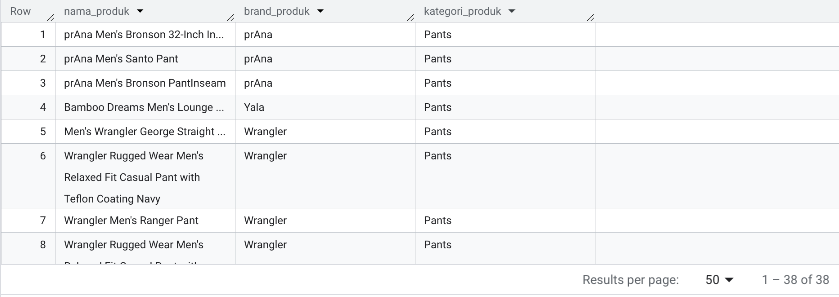 Row nama_produk brand_produk kategori_produk
1 prAna Men's Bronson 32-Inch In... prAna Pants
2 prAna Men's Santo Pant prAna Pants
3 prAna Men's Bronson PantInseam prAna Pants
4 Bamboo Dreams Men's Lounge ... Yala Pants
5 Men's Wrangler George Straight ... Wrangler Pants
6 Wrangler Rugged Wear Men's Wrangler Pants
Relaxed Fit Casual Pant with
Teflon Coating Navy
7 Wrangler Men's Ranger Pant Wrangler Pants
8 Wrangler Rugged Wear Men's Wrangler Pants
Results per page: 50 1 – 38 of 38